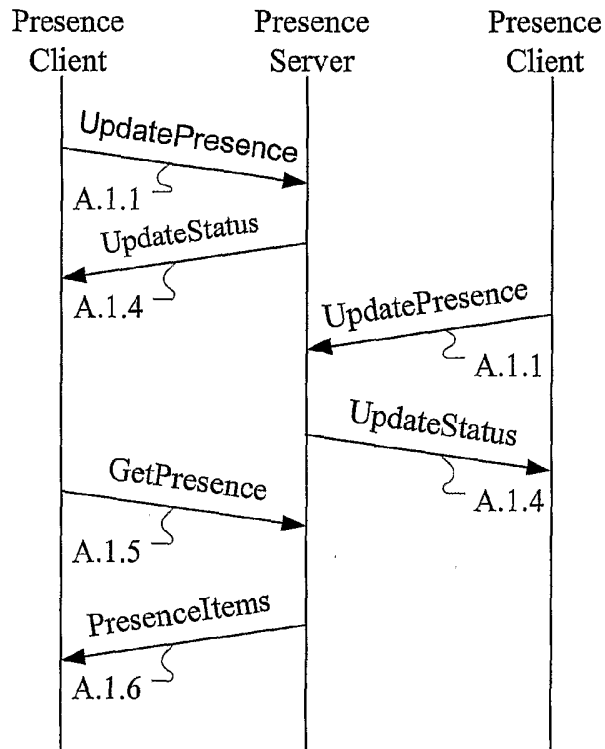 Presence
Client
Presence
Server
Presence
Client
UpdatePresence
A.1.1
UpdateStatus
A.1.4
UpdatePresence
A.1.1
UpdateStatus
A.1.4
GetPresence
A.1.5
PresenceItems
A.1.6